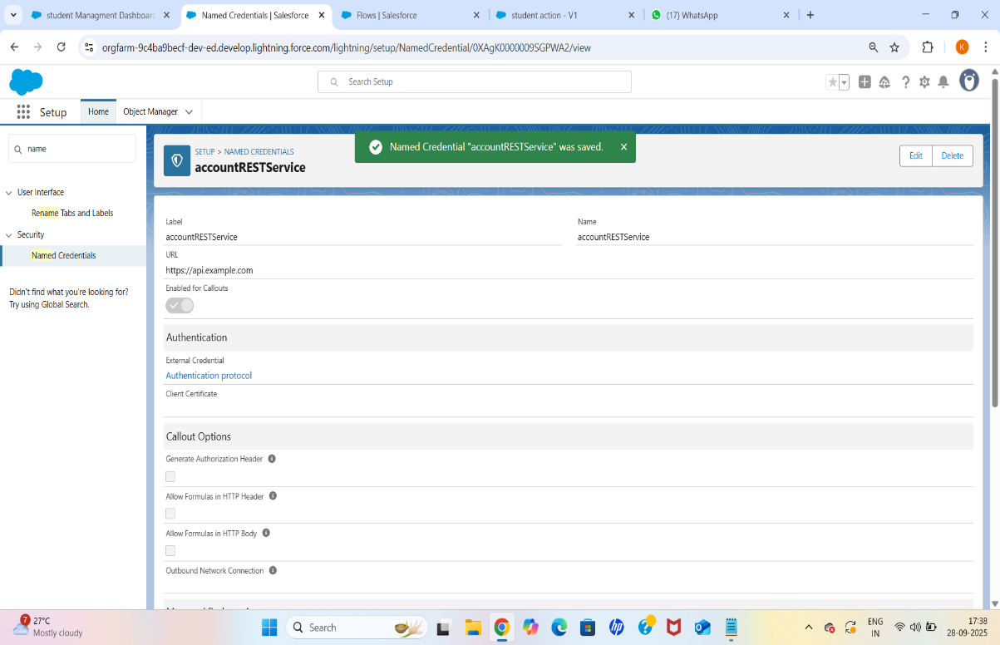 student Managment Dashboard
Named Credentials | Salesforce
Flows | Salesforce
student action - V1
(17) WhatsApp
orgfarm-9c4ba9becf-dev-ed.develop.lightning.force.com/lightning/setup/NamedCredential/0XAgK0000009SGPWA2/view
K
Search Setup
Setup
Home
Object Manager
name
User Interface
Rename Tabs and Labels
Security
Named Credentials
Didn't find what you're looking for?
Try using Global Search.
SETUP > NAMED CREDENTIALS
accountRESTService
Named Credential "accountRESTService" was saved.
Edit
Delete
Label
accountRESTService
Name
accountRESTService
URL
https://api.example.com
Enabled for Callouts
Authentication
External Credential
Authentication protocol
Client Certificate
Callout Options
Generate Authorization Header
Allow Formulas in HTTP Header
Allow Formulas in HTTP Body
Outbound Network Connection
7
27°C
Mostly cloudy
Search
ENG
IN
17:38
28-09-2025